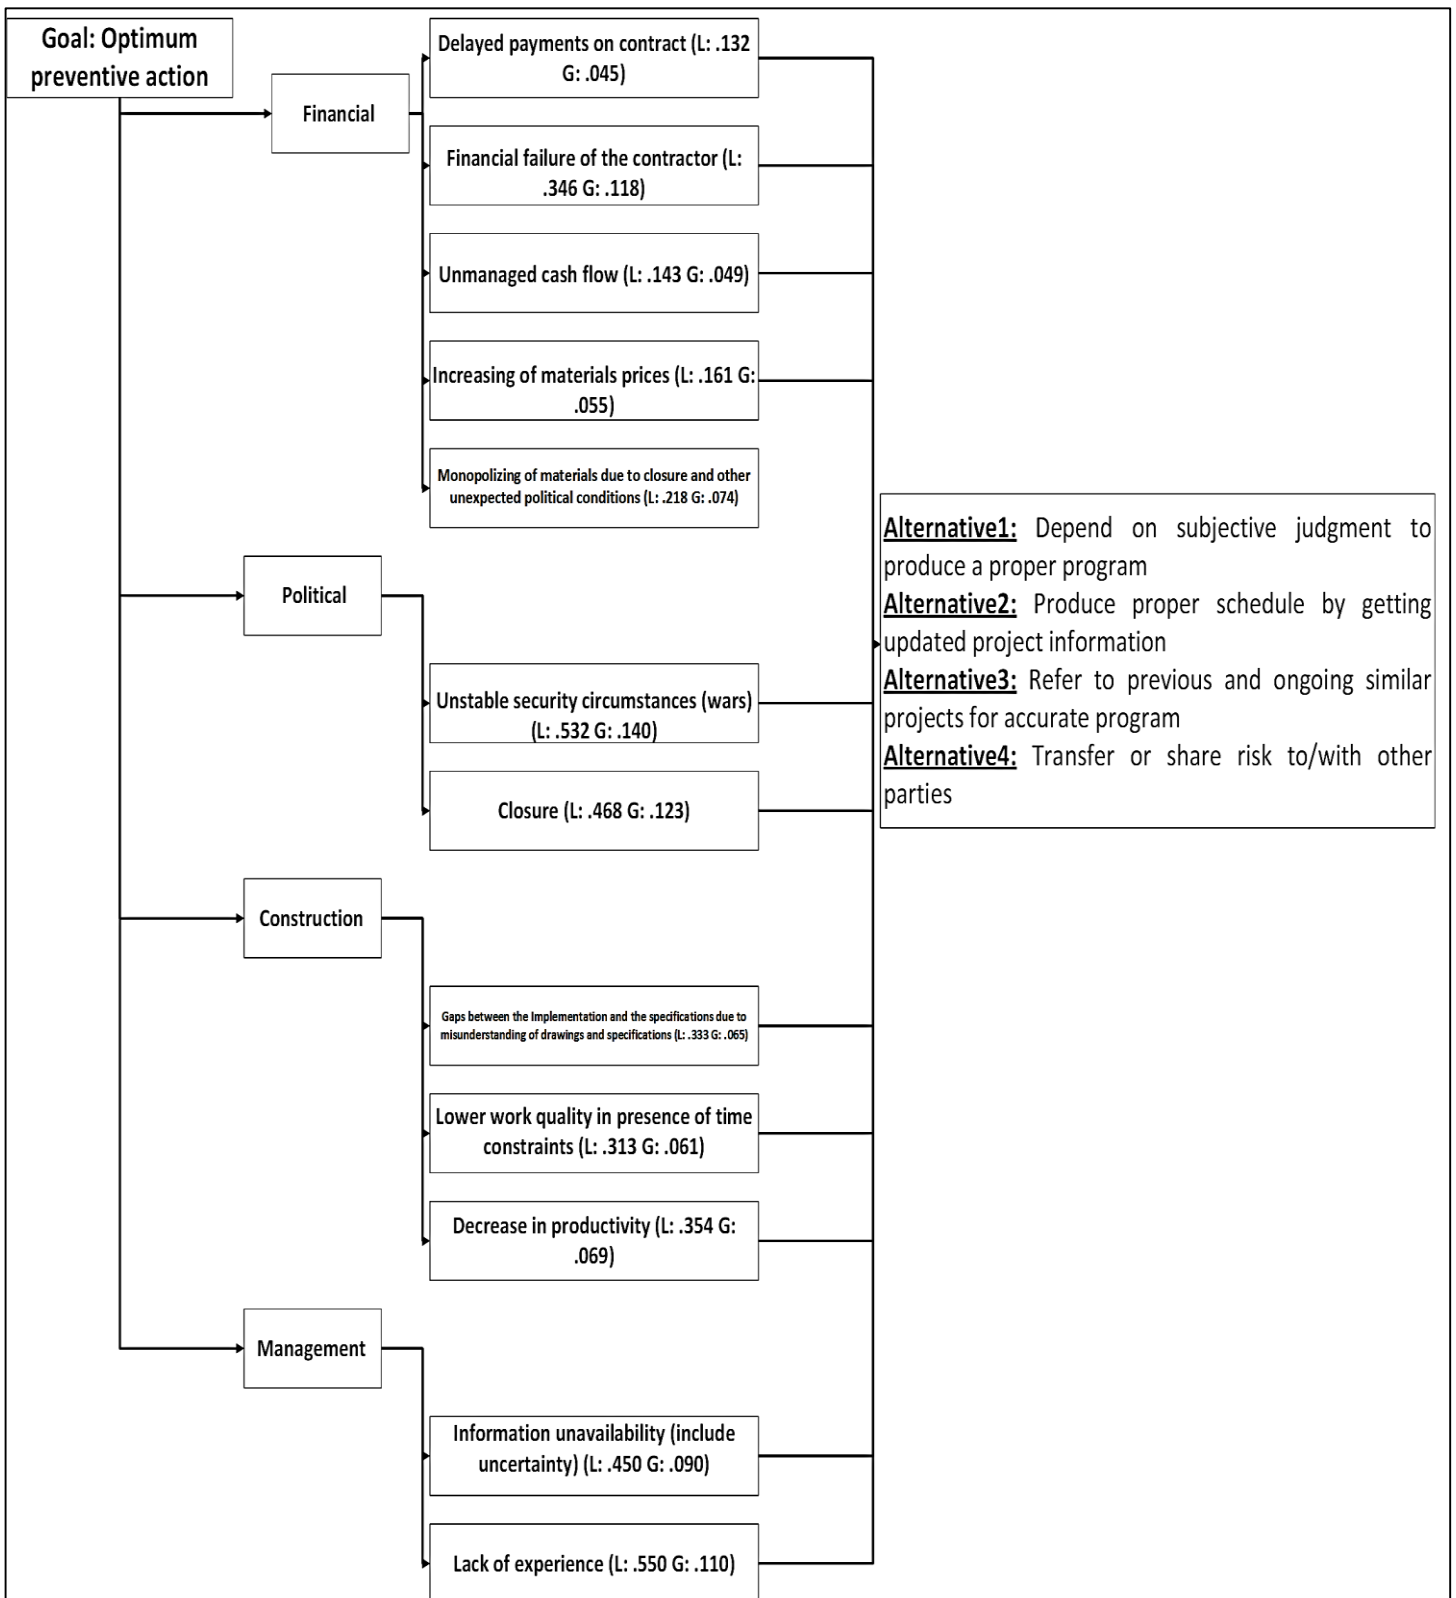 Goal: Optimum
preventive action
Financial
Delayed payments on contract (L: .132
G: .045)
Financial failure of the contractor (L:
.346 G: .118)
Unmanaged cash flow (L: .143 G: .049)
Increasing of materials prices (L: .161 G:
.055)
Monopolizing of materials due to closure and other
unexpected political conditions (L: .218 G: .074)
Political
Unstable security circumstances (wars)
(L: .532 G: .140)
Closure (L: .468 G: .123)
Construction
Gaps between the Implementation and the specifications due to
misunderstanding of drawings and specifications (L: .333 G: .065)
Lower work quality in presence of time
constraints (L: .313 G: .061)
Decrease in productivity (L: .354 G:
.069)
Management
Information unavailability (include
uncertainty) (L: .450 G: .090)
Lack of experience (L: .550 G: .110)
Alternative1: Depend on subjective judgment to
produce a proper program
Alternative2: Produce proper schedule by getting
updated project information
Alternative3: Refer to previous and ongoing similar
projects for accurate program
Alternative4: Transfer or share risk to/with other
parties